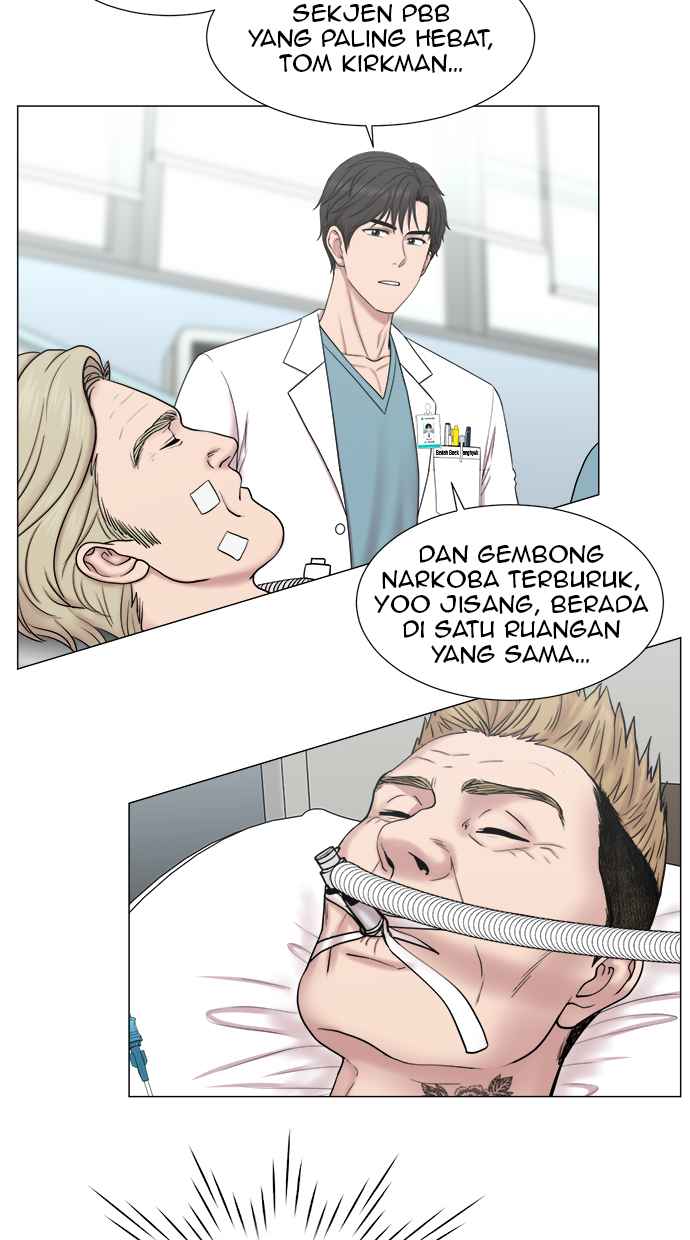 SEKJEN PBB
YANG PALING HEBAT,
TOM KIRKMAN...
DAN GEMBONG
NARKOBA TERBURUK,
YOO JISANG, BERADA
DI SATU RUANGAN
YANG SAMA...